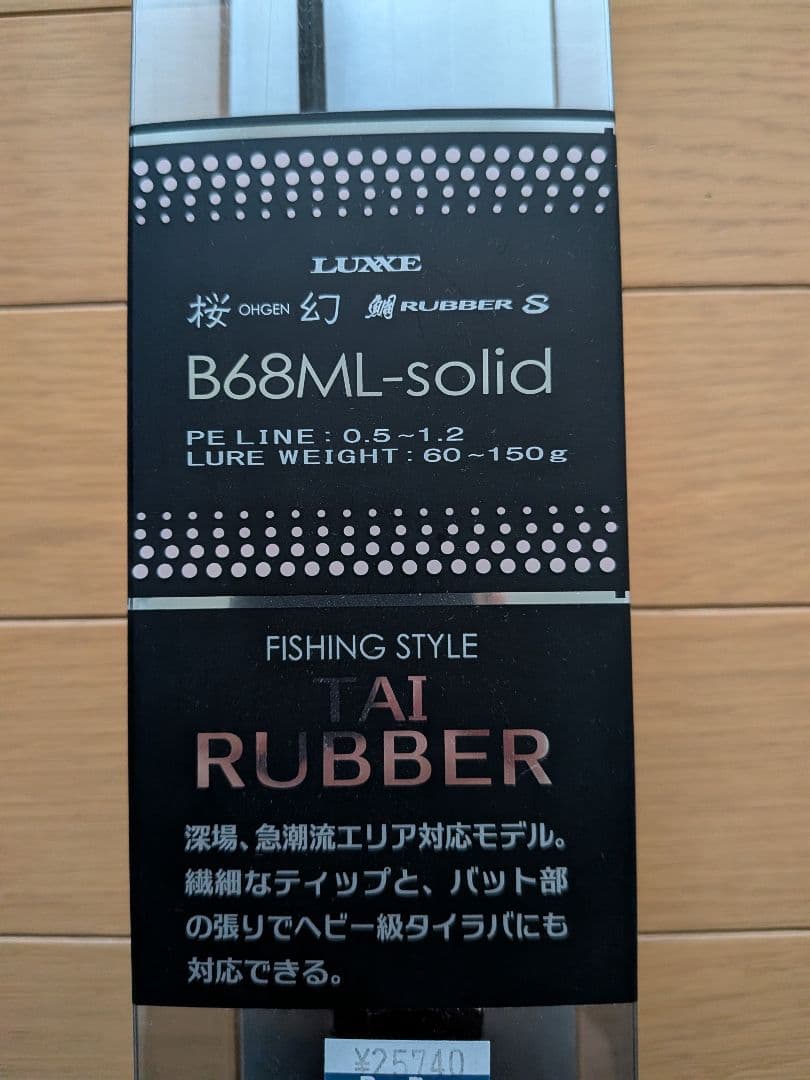 LUXXE
桜 OHGEN 幻 鯛 RUBBER S
B68ML-solid
PE LINE : 0.5~1.2
LURE WEIGHT : 60~150g
FISHING STYLE
TAI
RUBBER
深場、急潮流エリア対応モデル。
繊細なティップと、バット部
の張りでヘビー級タイラバにも
対応できる。
¥25740